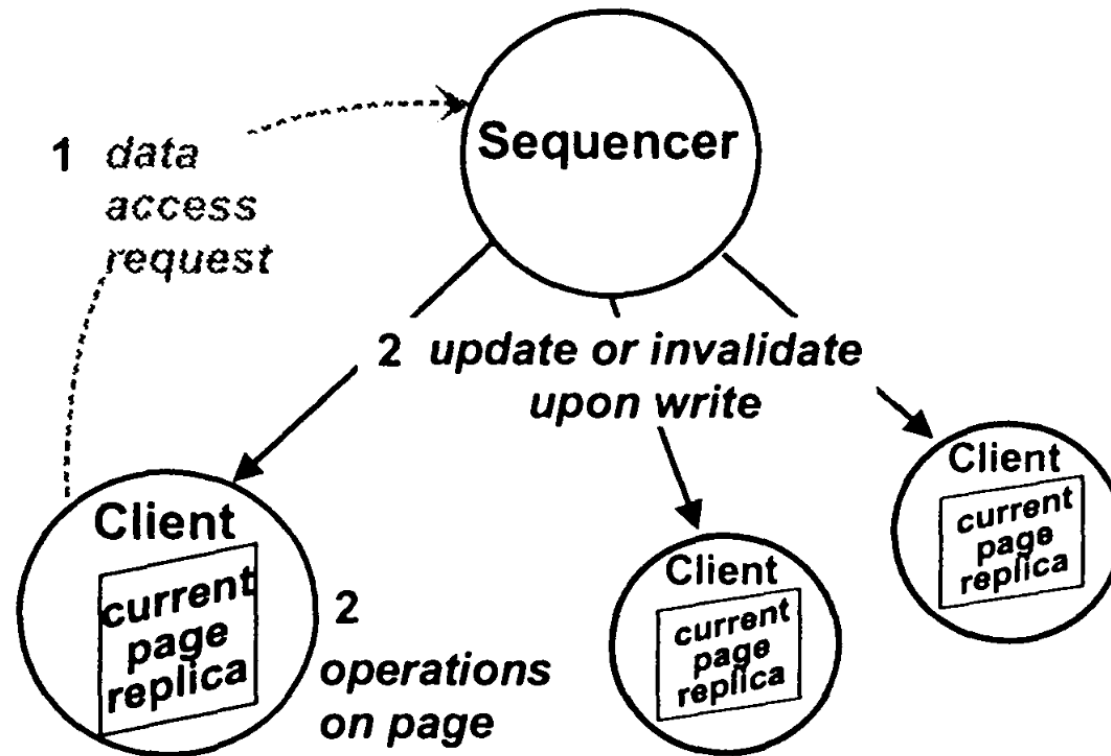 Sequencer
1 data
access
request
2 update or invalidate
upon write
Client
current
page
replica
2
operations
on page
Client
current
page
replica
Client
current
page
replica